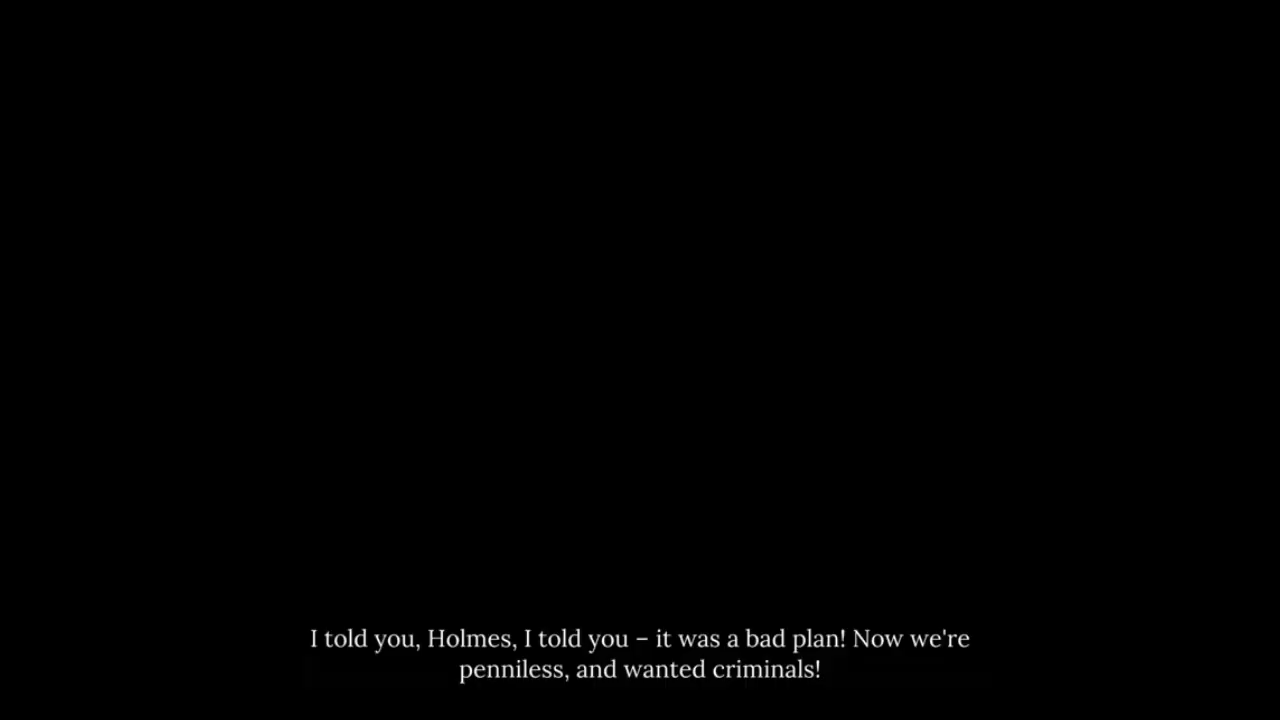 I told you, Holmes, I told you – it was a bad plan! Now we're
penniless, and wanted criminals!